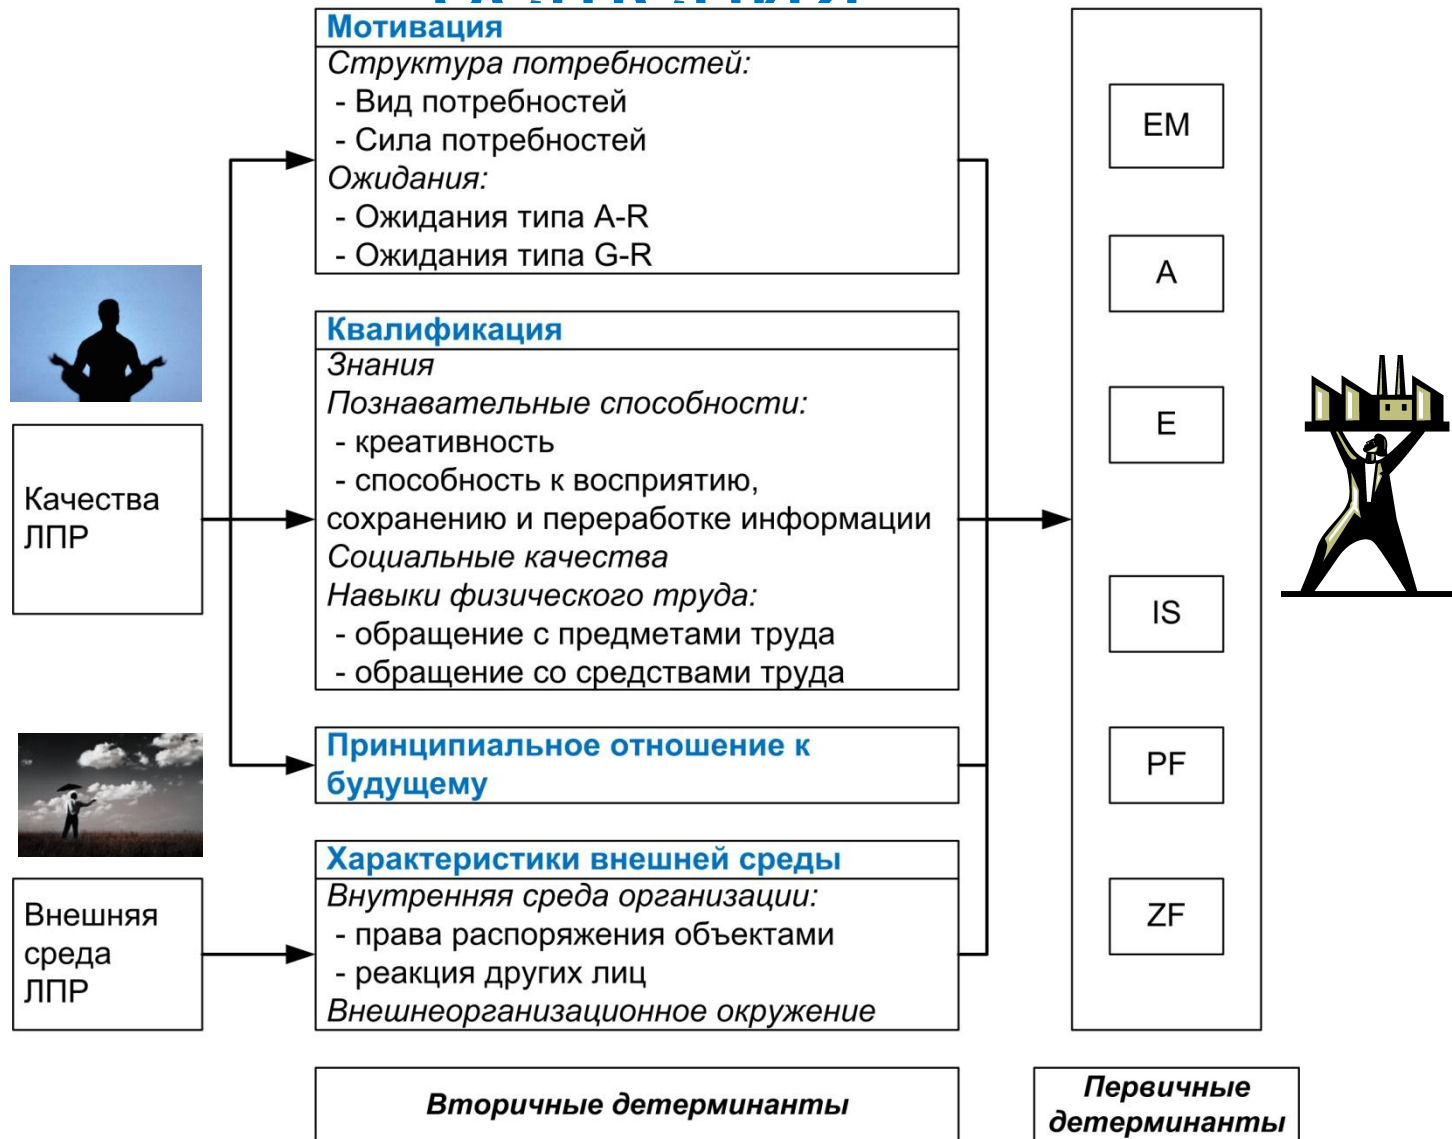 Мотивация
Структура потребностей:
- Вид потребностей
- Сила потребностей
Ожидания:
- Ожидания типа A-R
- Ожидания типа G-R
Квалификация
Знания
Познавательные способности:
- креативность
- способность к восприятию,
сохранению и переработке информации
Социальные качества
Навыки физического труда:
- обращение с предметами труда
- обращение со средствами труда
Принципиальное отношение к
будущему
Характеристики внешней среды
Внутренняя среда организации:
- права распоряжения объектами
- реакция других лиц
Внешнеорганизационное окружение
Качества
ЛПР
Внешняя
среда
ЛПР
EM
A
E
IS
PF
ZF
Вторичные детерминанты
Первичные
детерминанты